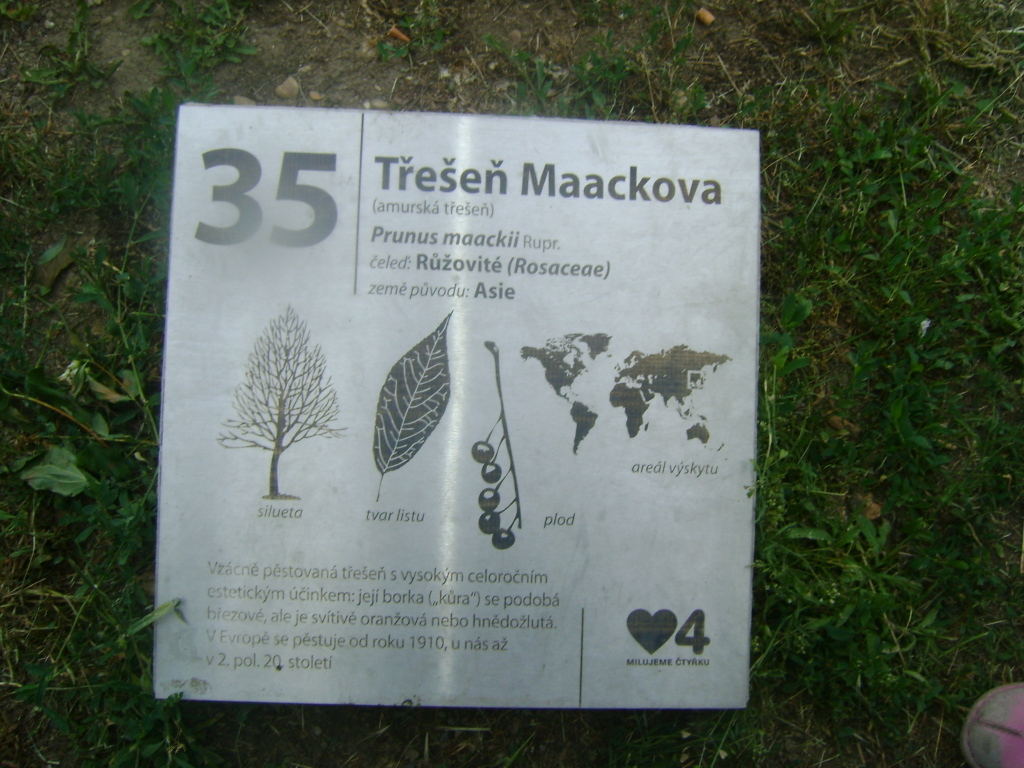 35
Třešeň Maackova
(amurská třešeň)
Prunus maackii Rupr.
čeleď: Růžovité (Rosaceae)
země původu: Asie
silueta
tvar listu
plod
areál výskytu
Vzácně pěstovaná třešeň s vysokým celoročním
estetickým účinkem: její borka („kůra“) se podobá
březové, ale je svítivě oranžová nebo hnědožlutá.
V Evropě se pěstuje od roku 1910, u nás až
v 2. pol. 20. století
4
MILUJEME ČTYŘKU